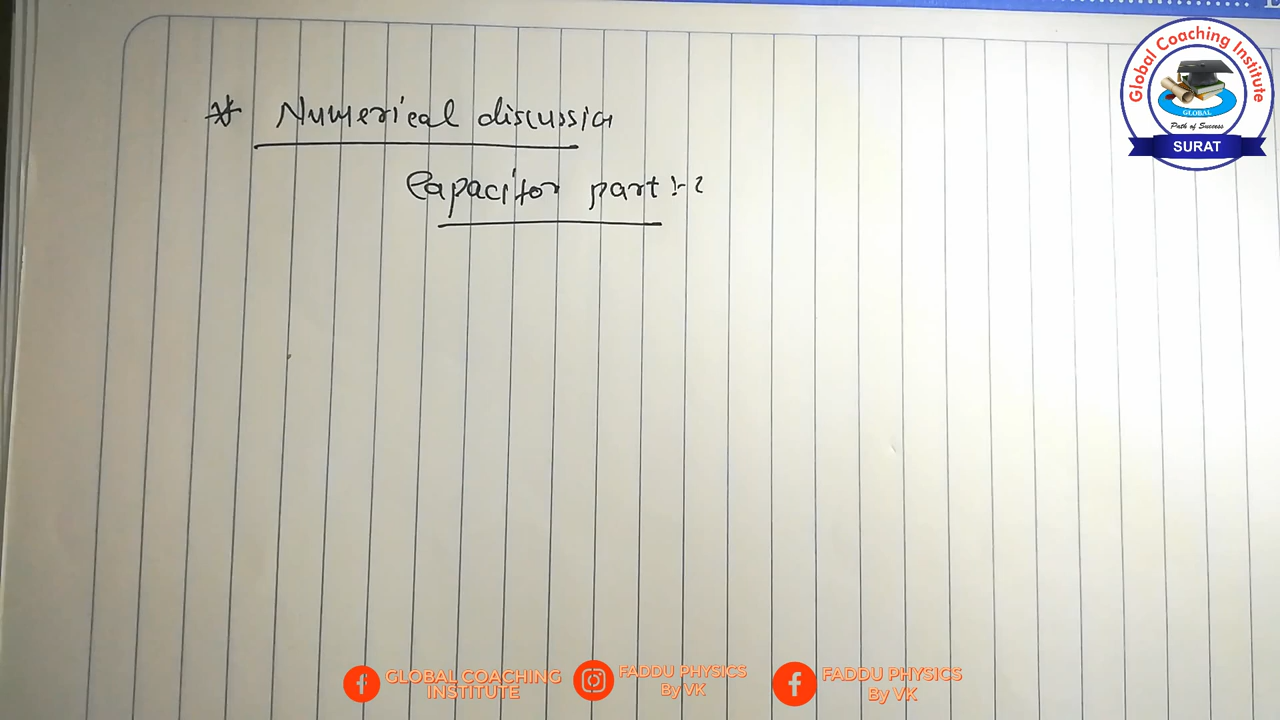 * Numerical discussion
Capacitor part :- 2
Global Coaching Institute
GLOBAL
Path of Success
SURAT
GLOBAL COACHING
INSTITUTE
FADDU PHYSICS
By VK
FADDU PHYSICS
By VK